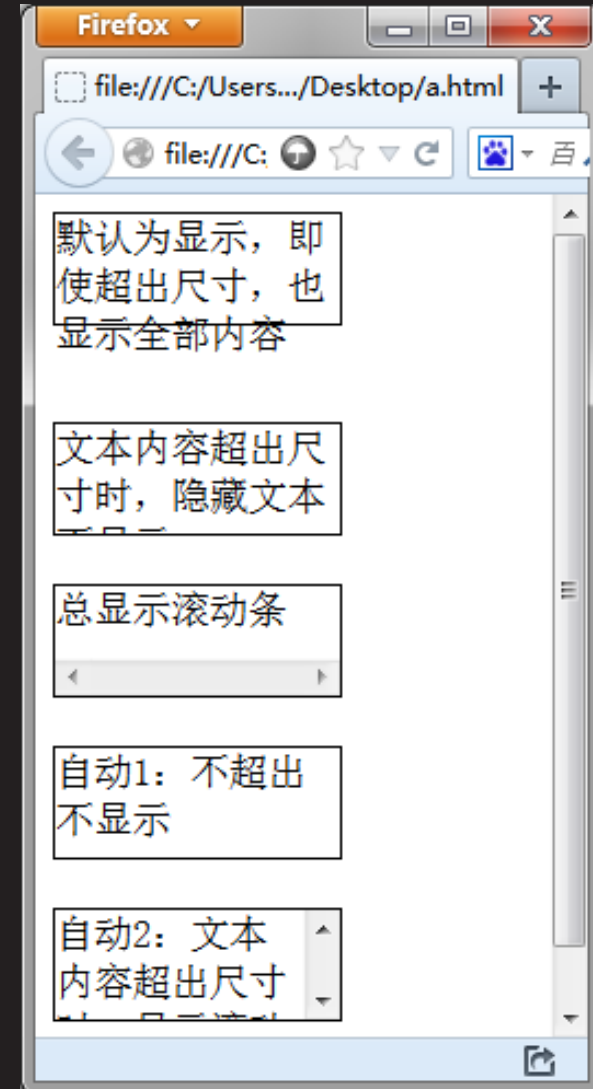 Firefox
file:///C:/Users.../Desktop/a.html
file:///C:
百
默认为显示，即
使超出尺寸，也
显示全部内容
文本内容超出尺
寸时，隐藏文本
总显示滚动条
自动1：不超出
不显示
自动2：文本
内容超出尺寸